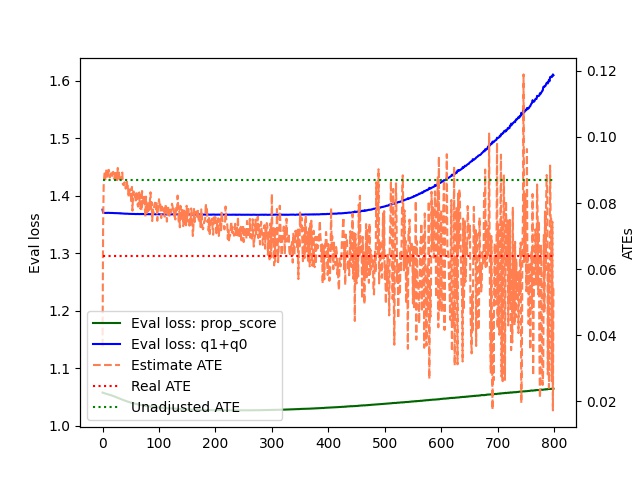 1.6
1.5
1.4
1.3
1.2
1.1
1.0
Eval loss
0.12
0.10
0.08
0.06
0.04
0.02
ATEs
Eval loss: prop_score
Eval loss: q1+q0
Estimate ATE
Real ATE
Unadjusted ATE
0 100 200 300 400 500 600 700 800